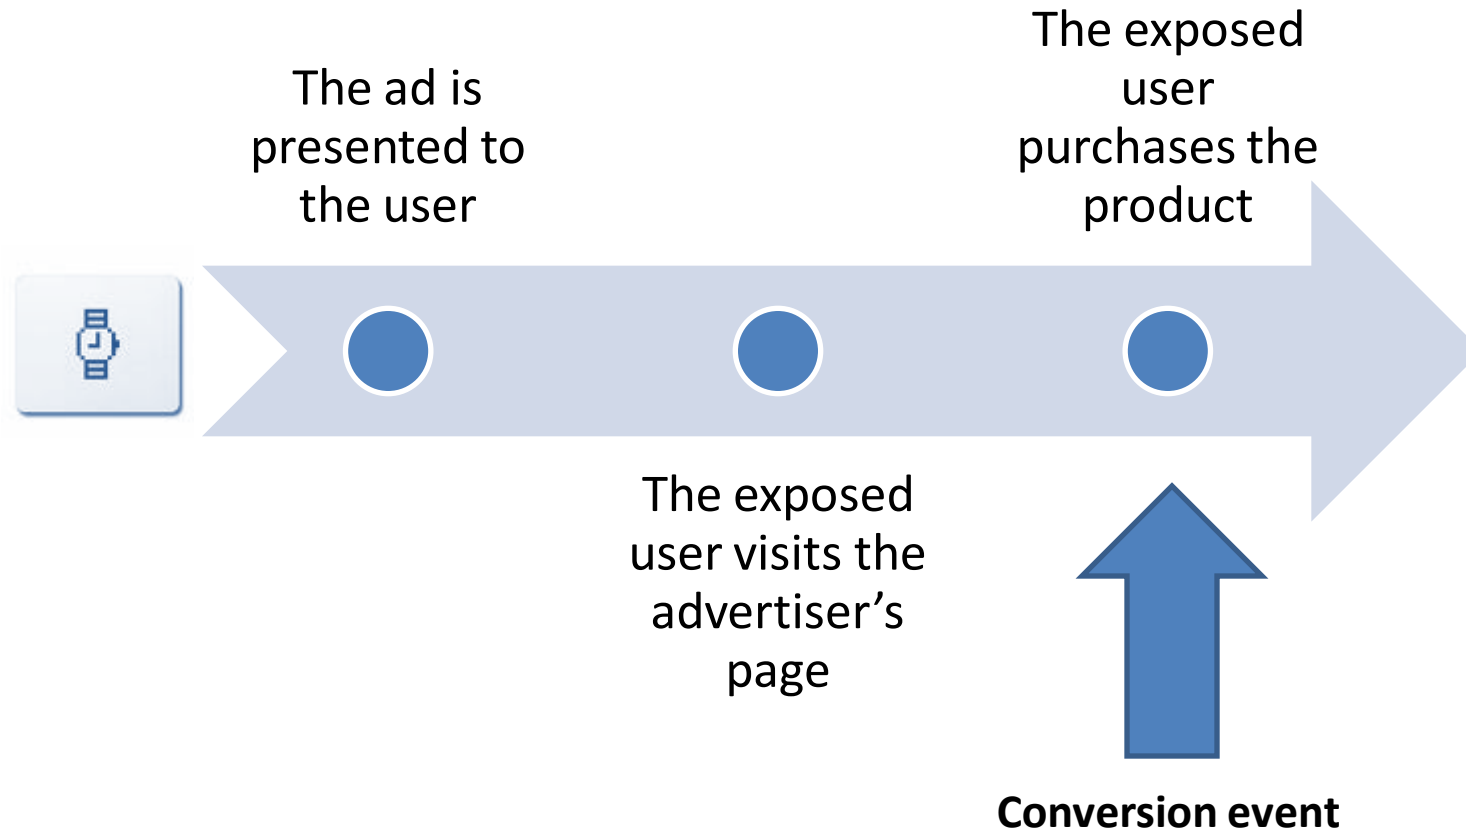 The ad is
presented to
the user
The exposed
user visits the
advertiser’s
page
The exposed
user
purchases the
product
Conversion event